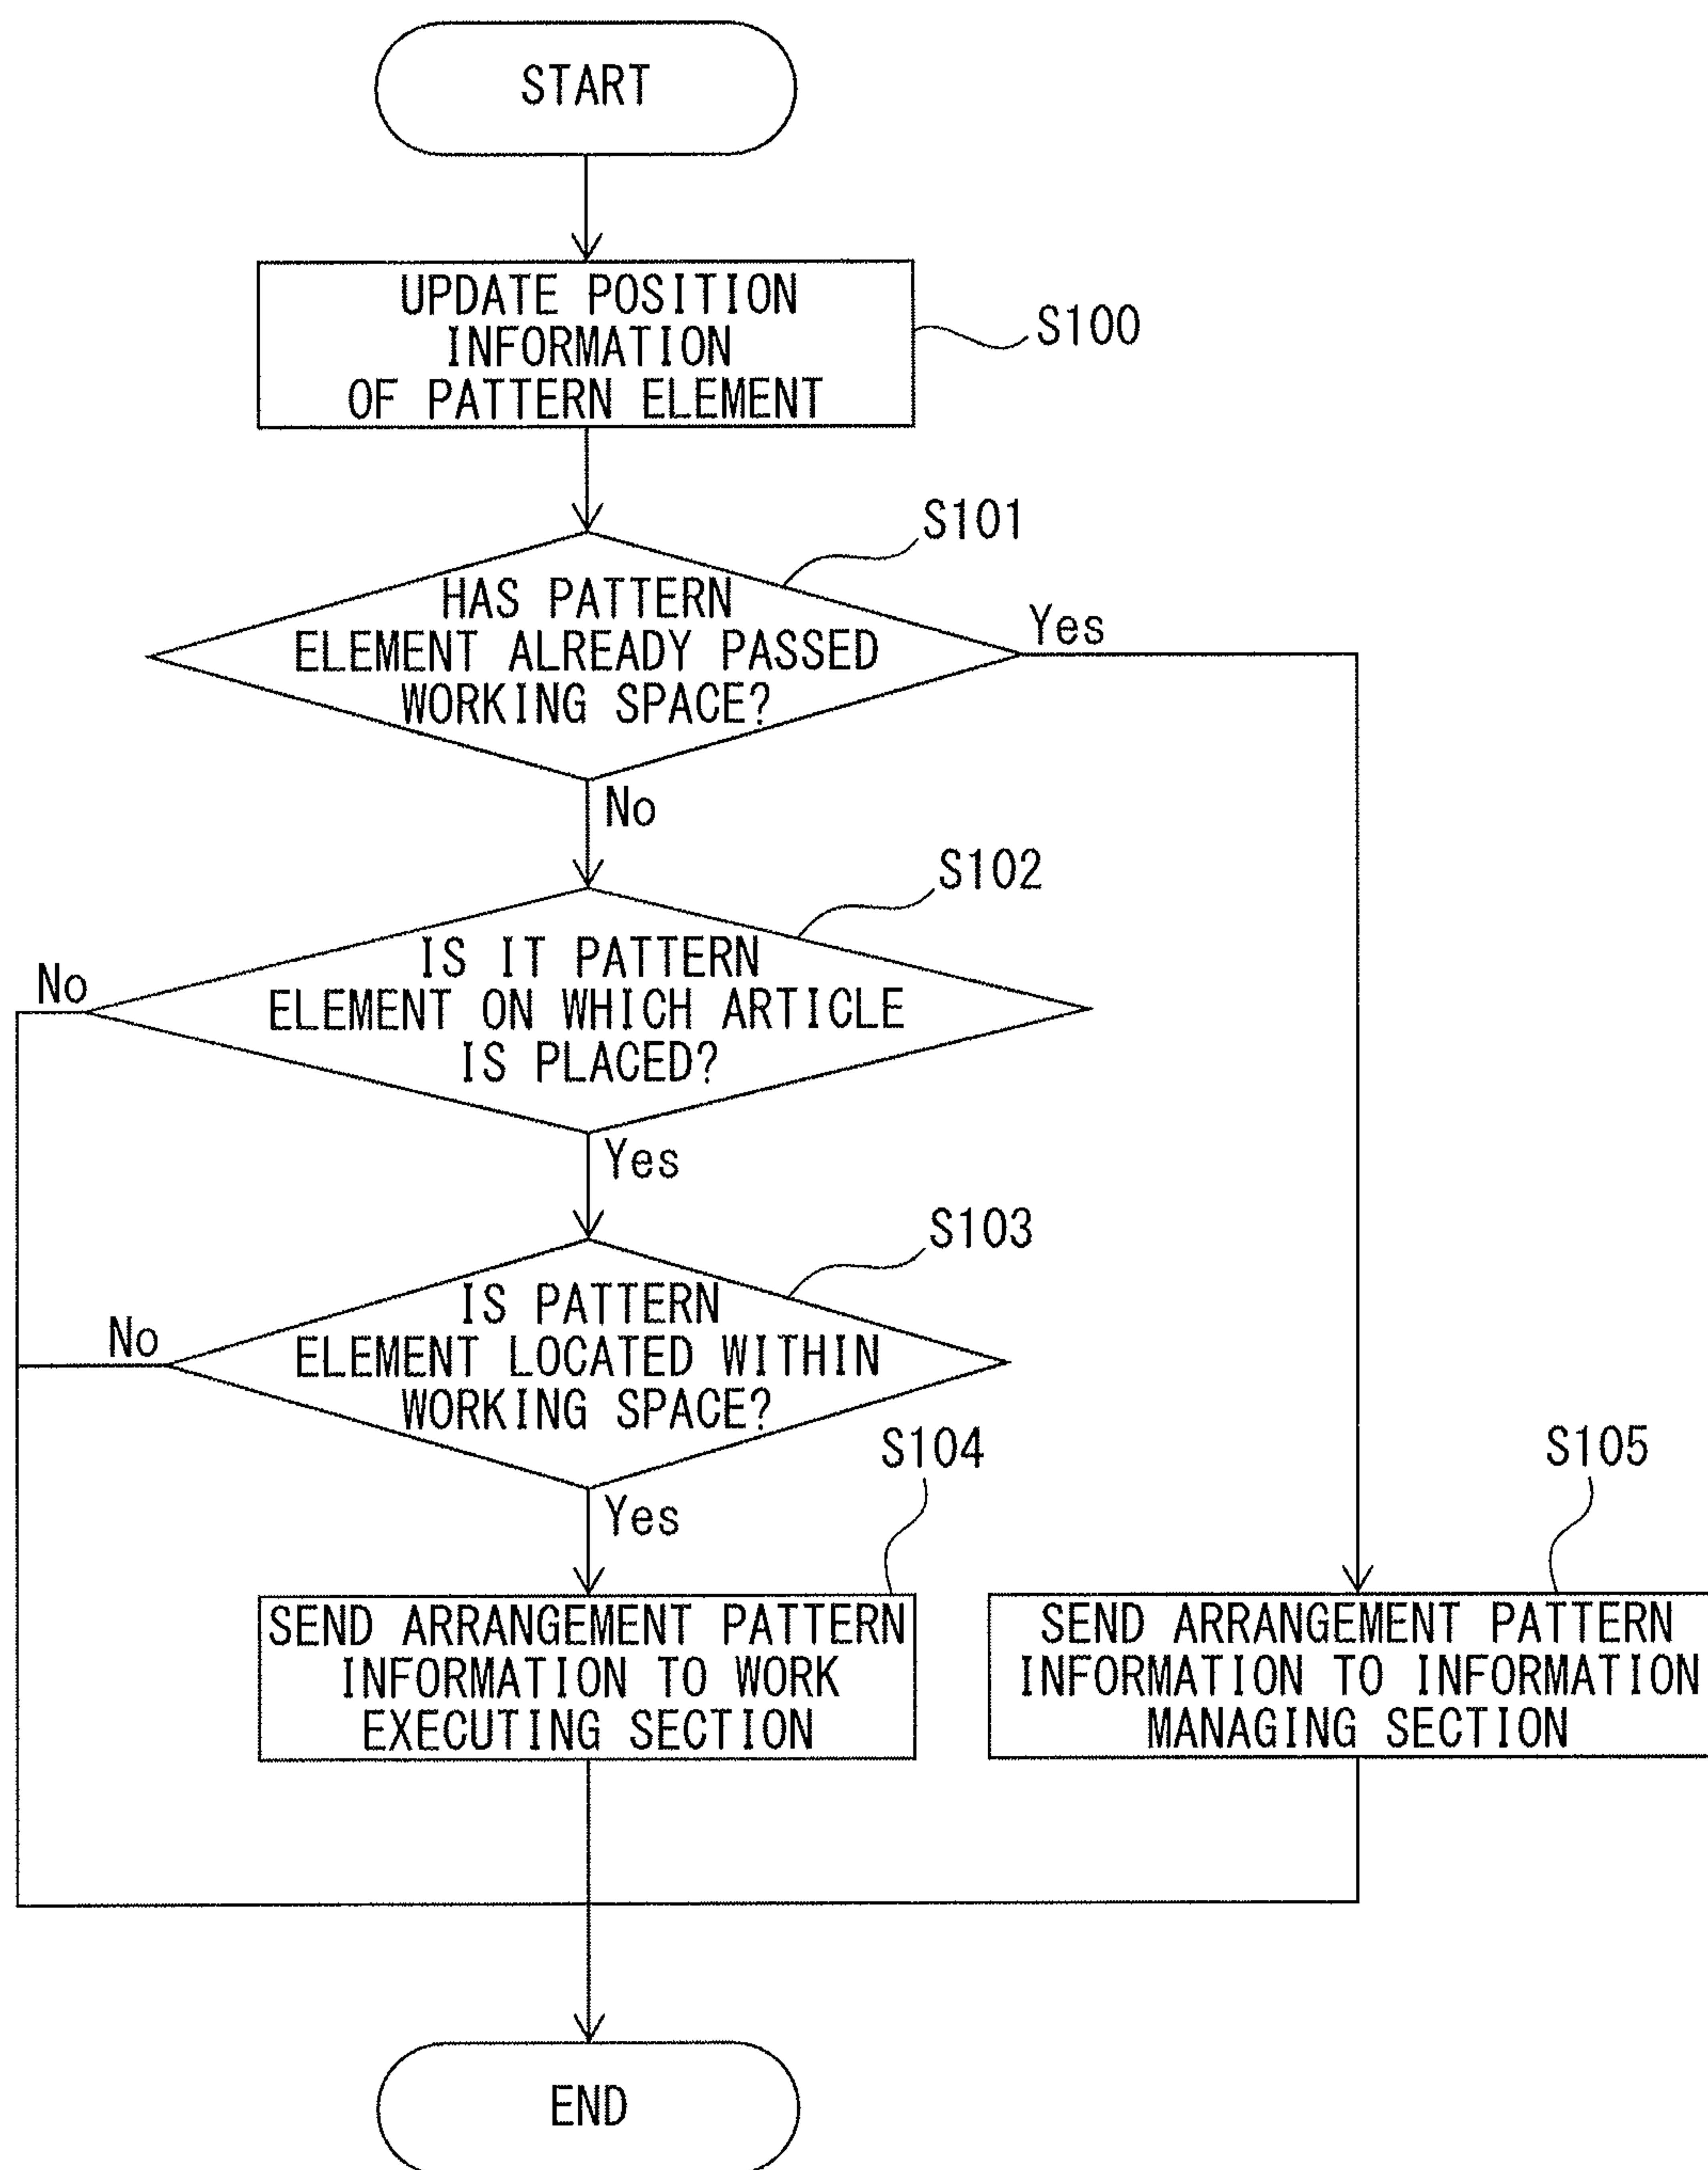 START
UPDATE POSITION
INFORMATION
OF PATTERN ELEMENT
S100
S101
HAS PATTERN
ELEMENT ALREADY PASSED
WORKING SPACE?
Yes
No
S102
IS IT PATTERN
ELEMENT ON WHICH ARTICLE
IS PLACED?
No
Yes
S103
IS PATTERN
ELEMENT LOCATED WITHIN
WORKING SPACE?
No
Yes
S104
SEND ARRANGEMENT PATTERN
INFORMATION TO WORK
EXECUTING SECTION
S105
SEND ARRANGEMENT PATTERN
INFORMATION TO INFORMATION
MANAGING SECTION
END